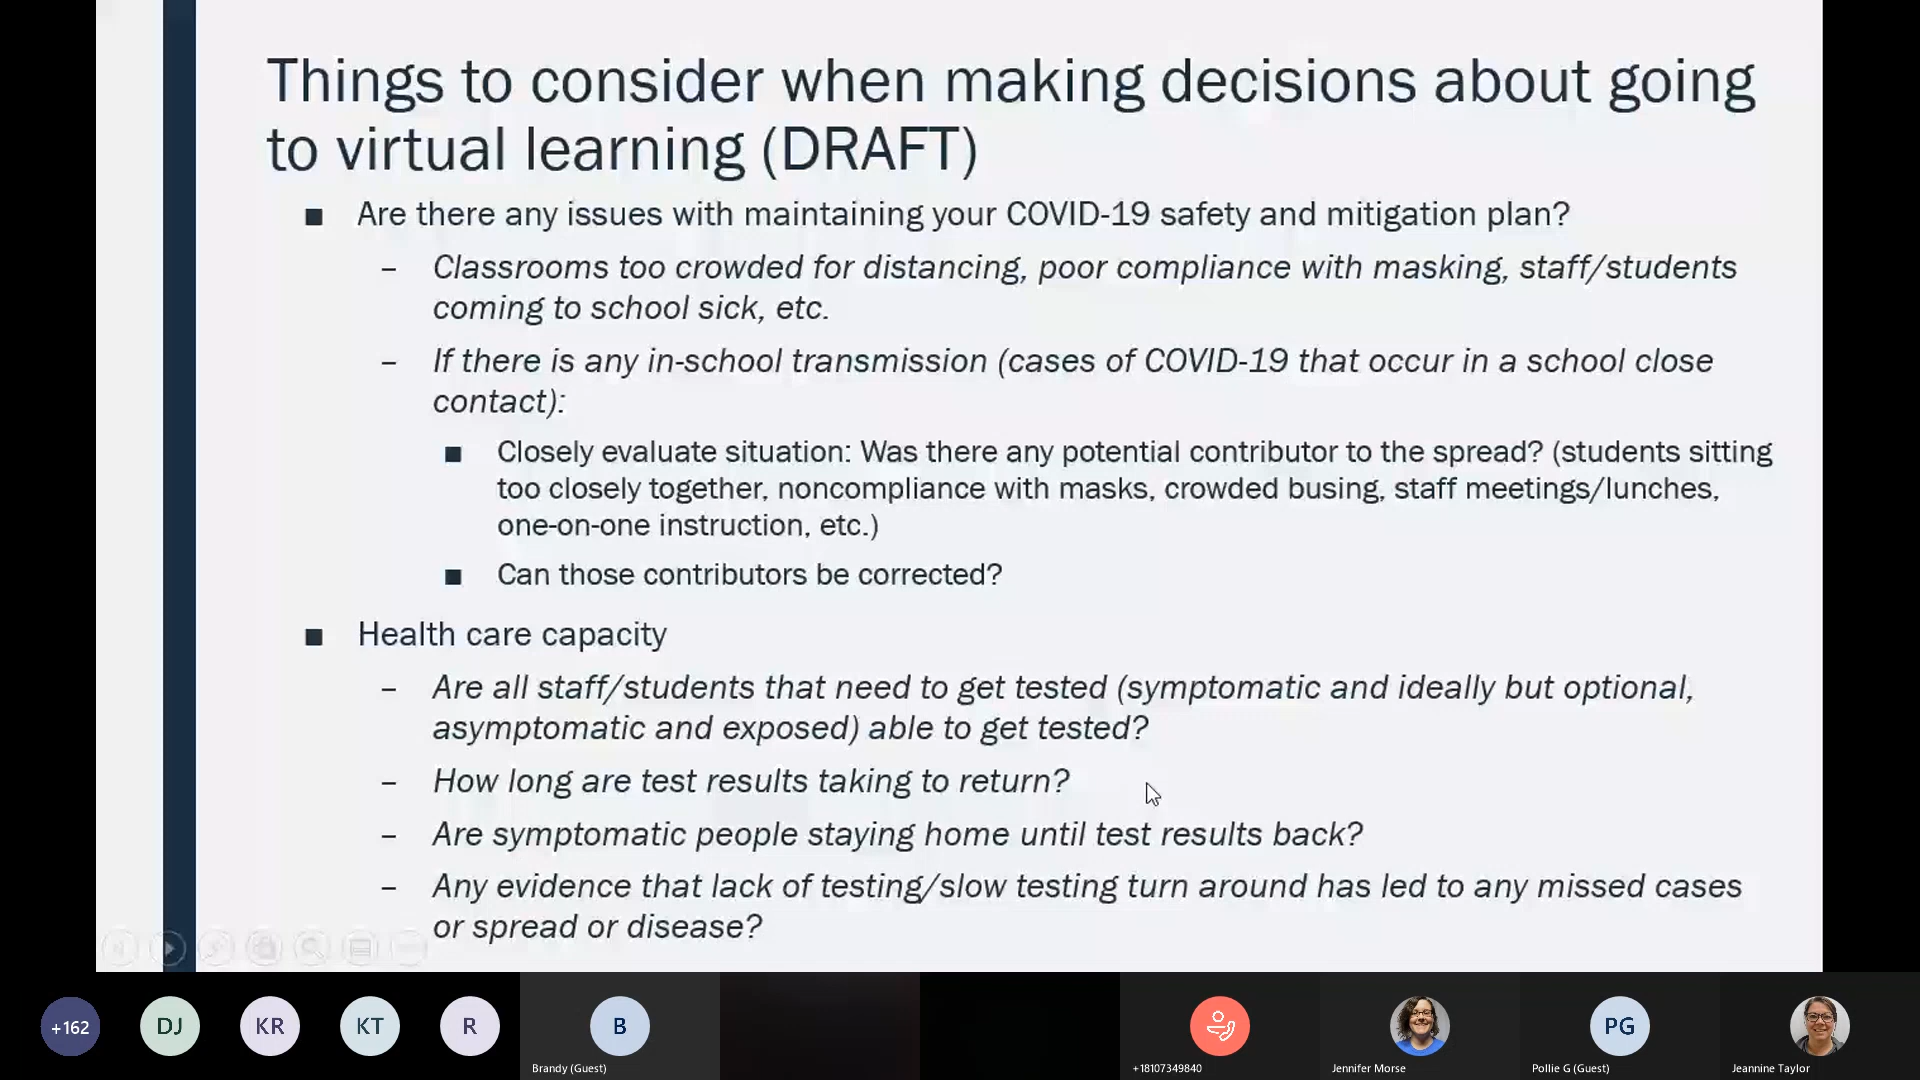 Things to consider when making decisions about going
to virtual learning (DRAFT)
■ Are there any issues with maintaining your COVID-19 safety and mitigation plan?
– Classrooms too crowded for distancing, poor compliance with masking, staff/students
coming to school sick, etc.
– If there is any in-school transmission (cases of COVID-19 that occur in a school close
contact):
■ Closely evaluate situation: Was there any potential contributor to the spread? (students sitting
too closely together, noncompliance with masks, crowded busing, staff meetings/lunches,
one-on-one instruction, etc.)
■ Can those contributors be corrected?
■ Health care capacity
– Are all staff/students that need to get tested (symptomatic and ideally but optional,
asymptomatic and exposed) able to get tested?
– How long are test results taking to return?
– Are symptomatic people staying home until test results back?
– Any evidence that lack of testing/slow testing turn around has led to any missed cases
or spread or disease?
+162
DJ
KR
KT
R
B
PG
Brandy (Guest)
+18107349840
Jennifer Morse
Pollie G (Guest)
Jeannine Taylor